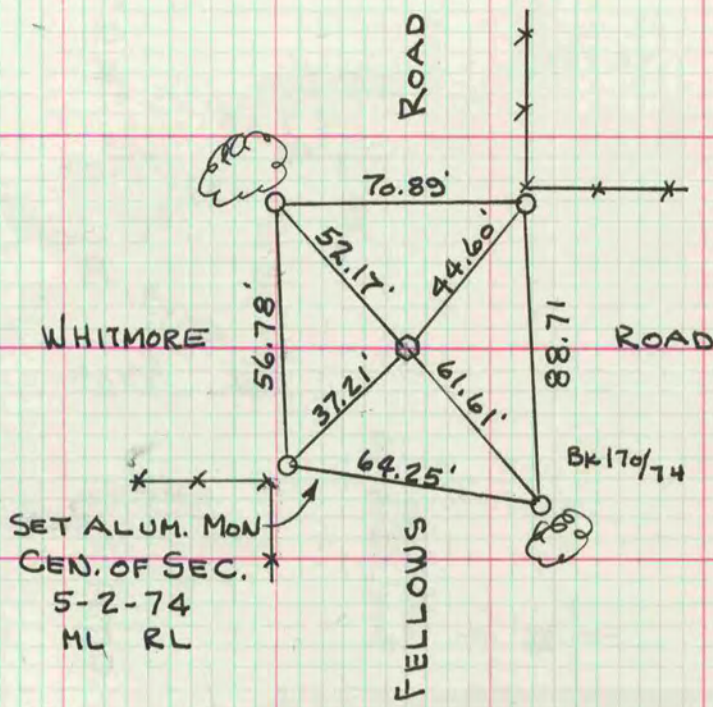 ROAD
70.89'
52.17'
44.60'
WHITMORE
56.78'
88.71
ROAD
37.21'
61.61'
64.25'
BK 170/74
SET ALUM. MON
CEN. OF SEC.
5-2-74
ML RL
FELLOWS